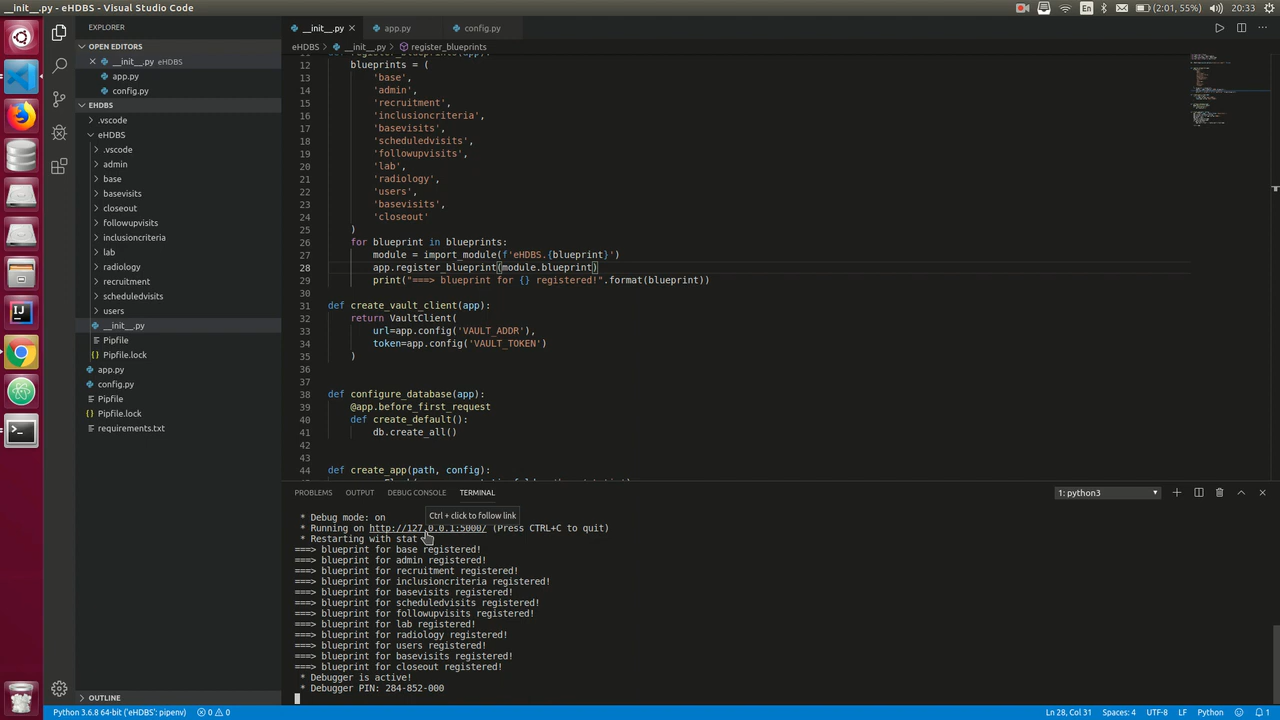 __init__.py - eHDBS - Visual Studio Code
En
(2:01, 55%)
20:33
EXPLORER
OPEN EDITORS
__init__.py eHDBS
app.py
config.py
EHDBS
.vscode
eHDBS
.vscode
admin
base
basevisits
closeout
followupvisits
inclusioncriteria
lab
radiology
recruitment
scheduledvisits
users
__init__.py
Pipfile
Pipfile.lock
app.py
config.py
Pipfile
Pipfile.lock
requirements.txt
OUTLINE
__init__.py
app.py
config.py
eHDBS > __init__.py > register_blueprints
12 blueprints = (
13 'base',
14 'admin',
15 'recruitment',
16 'inclusioncriteria',
17 'basevisits',
18 'scheduledvisits',
19 'followupvisits',
20 'lab',
21 'radiology',
22 'users',
23 'basevisits',
24 'closeout'
25 )
26 for blueprint in blueprints:
27 module = import_module(f'eHDBS.{blueprint}')
28 app.register_blueprint(module.blueprint)
29 print("===> blueprint for {} registered!".format(blueprint))
30
31 def create_vault_client(app):
32 return VaultClient(
33 url=app.config('VAULT_ADDR'),
34 token=app.config('VAULT_TOKEN')
35 )
36
37
38 def configure_database(app):
39 @app.before_first_request
40 def create_default():
41 db.create_all()
42
43
44 def create_app(path, config):
PROBLEMS OUTPUT DEBUG CONSOLE TERMINAL
1: python3
Ctrl + click to follow link
* Debug mode: on
* Running on http://127.0.0.1:5000/ (Press CTRL+C to quit)
* Restarting with stat
===> blueprint for base registered!
===> blueprint for admin registered!
===> blueprint for recruitment registered!
===> blueprint for inclusioncriteria registered!
===> blueprint for basevisits registered!
===> blueprint for scheduledvisits registered!
===> blueprint for followupvisits registered!
===> blueprint for lab registered!
===> blueprint for radiology registered!
===> blueprint for users registered!
===> blueprint for basevisits registered!
===> blueprint for closeout registered!
* Debugger is active!
* Debugger PIN: 284-852-000
Python 3.6.8 64-bit ('eHDBS': pipenv)
0
0
Ln 28, Col 31
Spaces: 4
UTF-8
LF
Python
1